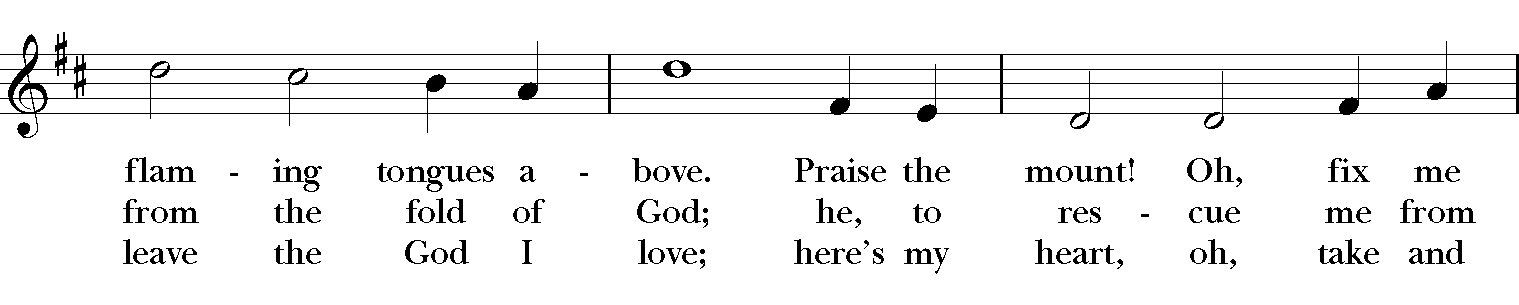 flam - ing tongues a - bove. Praise the mount! Oh, fix me
from the fold of God; he, to res - cue me from
leave the God I love; here's my heart, oh, take and